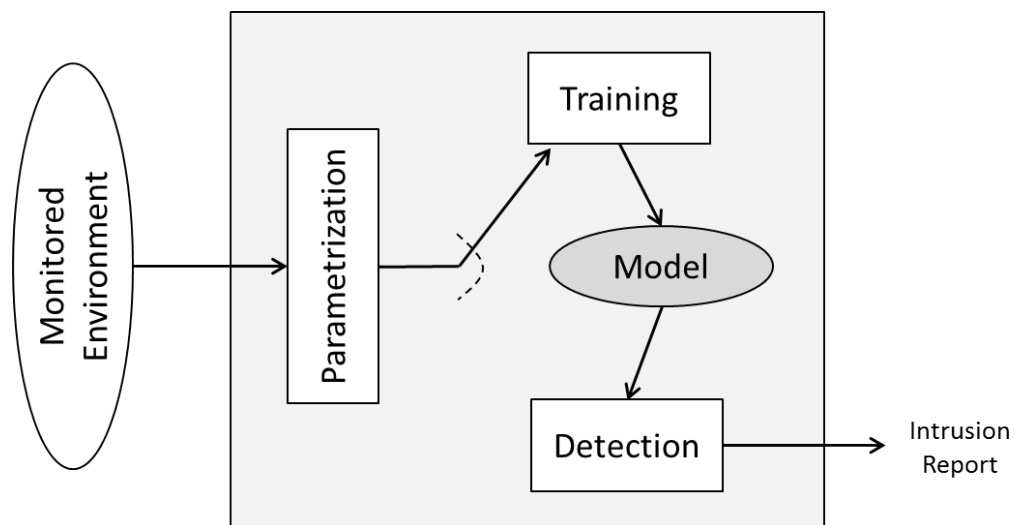 Monitored
Environment
Parametrization
Training
Model
Detection
Intrusion
Report